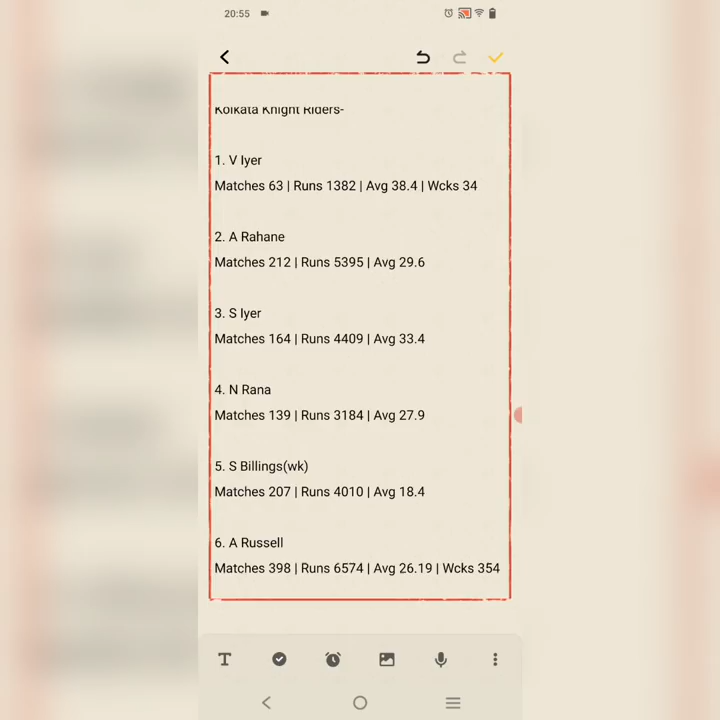 20:55
Kolkata Knight Riders-
1. V Iyer
Matches 63 | Runs 1382 | Avg 38.4 | Wcks 34
2. A Rahane
Matches 212 | Runs 5395 | Avg 29.6
3. S Iyer
Matches 164 | Runs 4409 | Avg 33.4
4. N Rana
Matches 139 | Runs 3184 | Avg 27.9
5. S Billings(wk)
Matches 207 | Runs 4010 | Avg 18.4
6. A Russell
Matches 398 | Runs 6574 | Avg 26.19 | Wcks 354
T